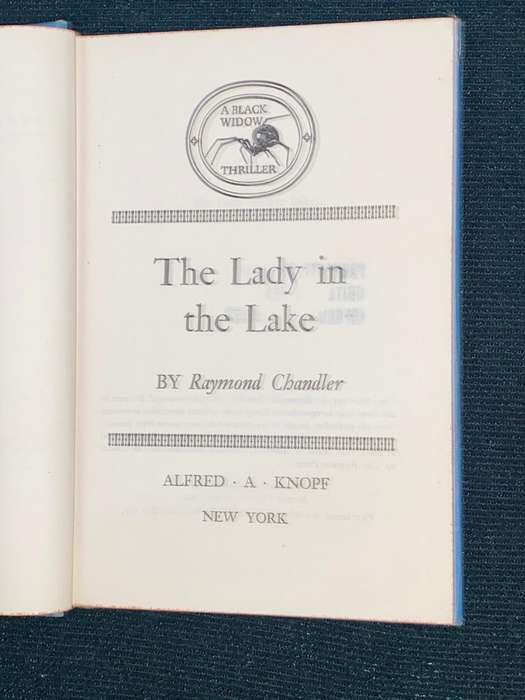 A BLACK
WIDOW
THRILLER
The Lady in
the Lake
BY Raymond Chandler
ALFRED · A · KNOPF
NEW YORK